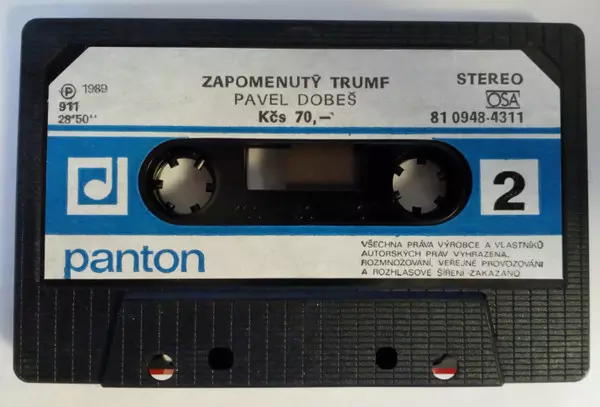 ZAPOMENUTÝ TRUMF
PAVEL DOBEŠ
Kčs 70,–
STEREO
OSA
81 0948-4311
Ⓟ 1989
911
28'50''
2
panton
VŠECHNA PRÁVA VÝROBCE A VLASTNÍKŮ
AUTORSKÝCH PRÁV VYHRAZENA.
ROZMNOŽOVÁNÍ, VEŘEJNÉ PROVOZOVÁNÍ
A ROZHLASOVÉ ŠÍŘENÍ ZAKÁZÁNO